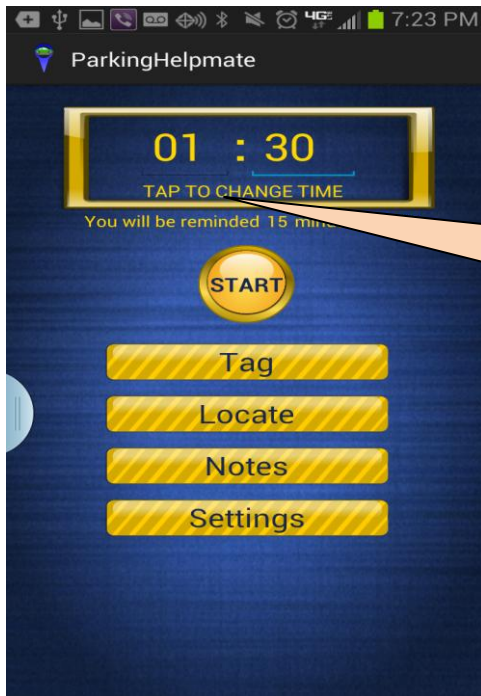 4G 7:23 PM
ParkingHelpmate
01 : 30
TAP TO CHANGE TIME
You will be reminded 15
START
Tag
Locate
Notes
Settings